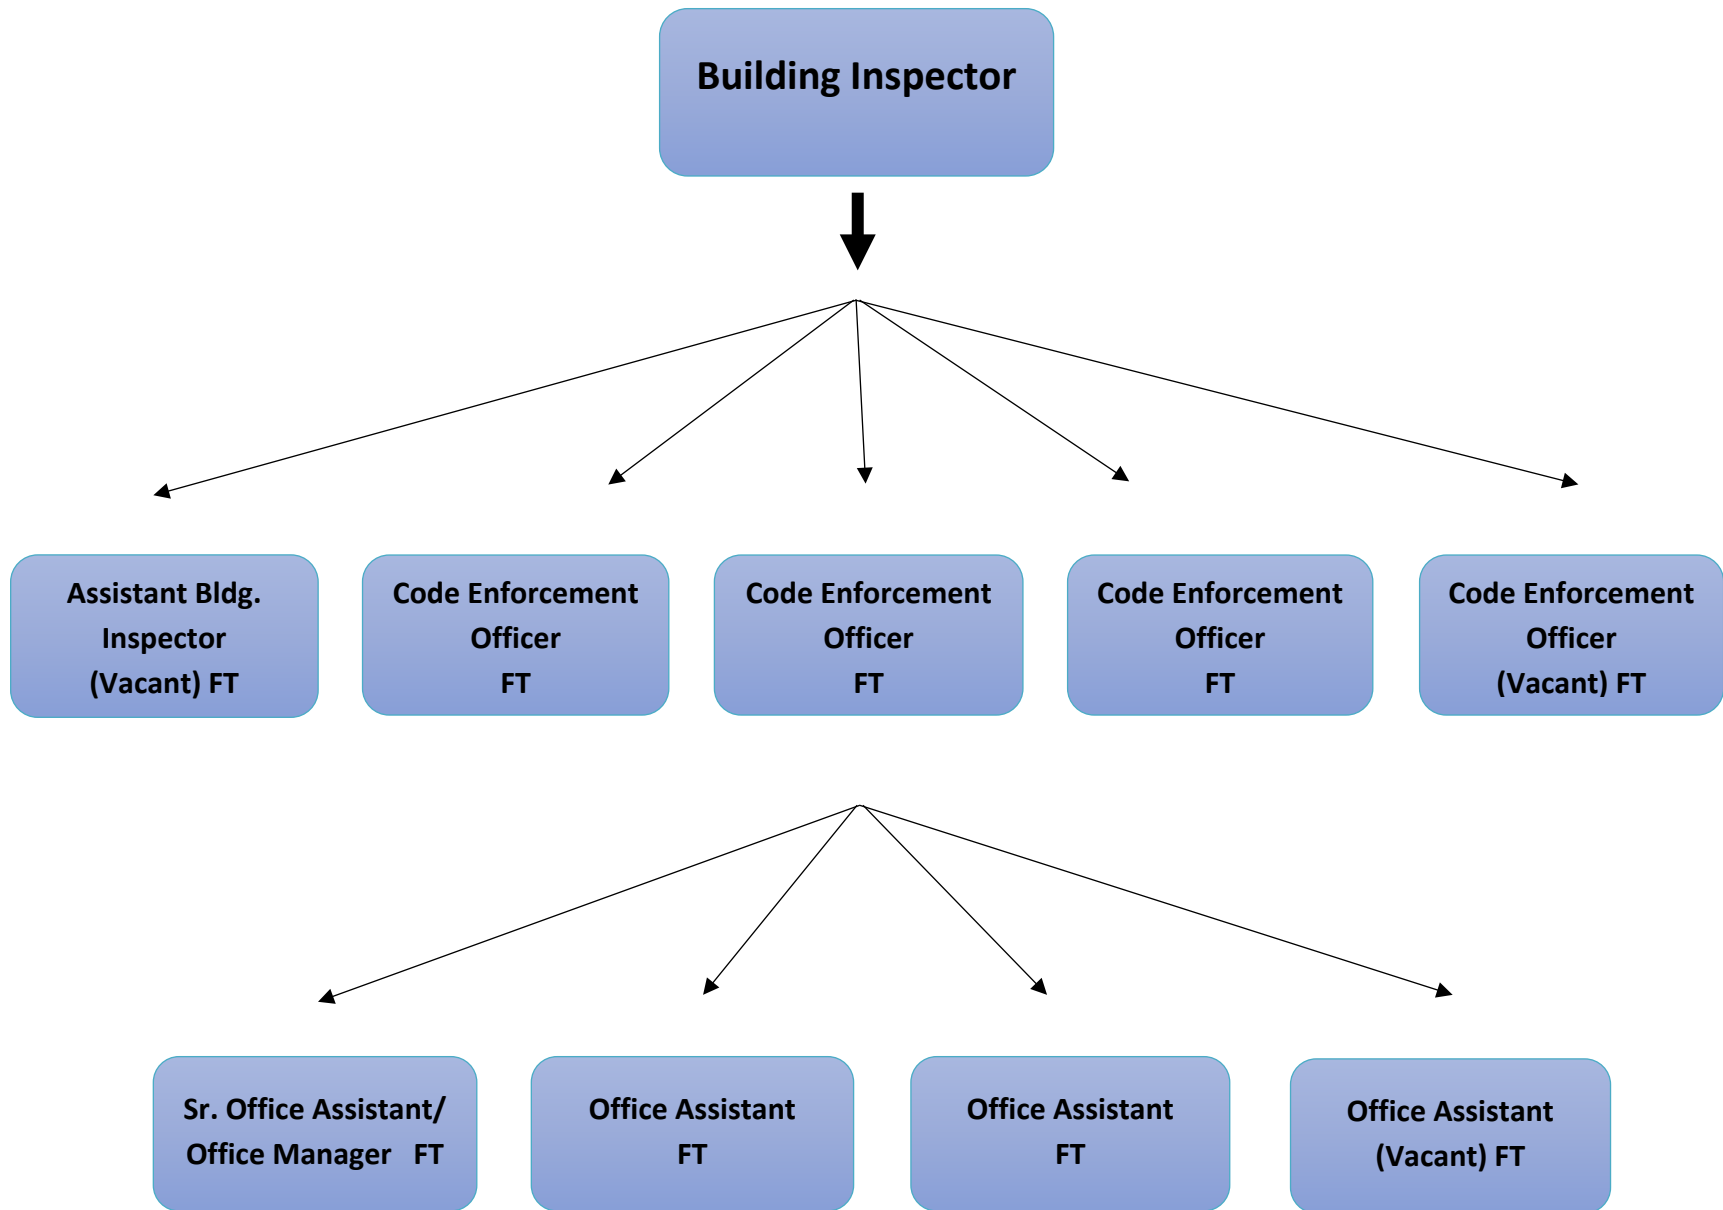 Building Inspector
Assistant Bldg.
Inspector
(Vacant) FT
Code Enforcement
Officer
FT
Code Enforcement
Officer
FT
Code Enforcement
Officer
FT
Code Enforcement
Officer
(Vacant) FT
Sr. Office Assistant/
Office Manager FT
Office Assistant
FT
Office Assistant
FT
Office Assistant
(Vacant) FT